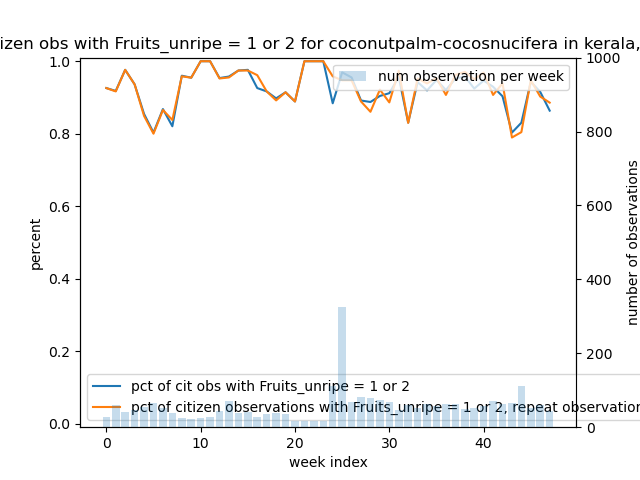 izen obs with Fruits_unripe = 1 or 2 for coconutpalm-cocosnucifera in kerala,
num observation per week
percent
number of observations
1.0
0.8
0.6
0.4
0.2
0.0
1000
800
600
400
200
0
pct of cit obs with Fruits_unripe = 1 or 2
pct of citizen observations with Fruits_unripe = 1 or 2, repeat observation
0 10 20 30 40
week index